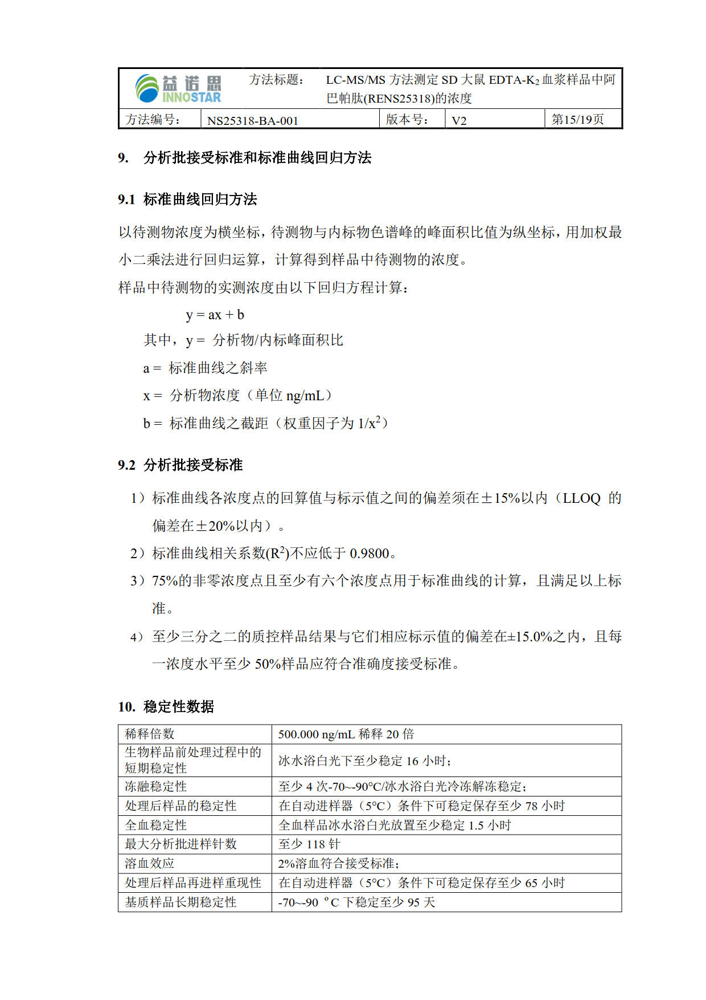 益诺思
INNOSTAR
方法标题：
LC-MS/MS 方法测定 SD 大鼠 EDTA-K2 血浆样品中阿
巴帕肽(RENS25318)的浓度
方法编号： NS25318-BA-001 版本号： V2 第15/19页
9. 分析批接受标准和标准曲线回归方法
9.1 标准曲线回归方法
以待测物浓度为横坐标，待测物与内标物色谱峰的峰面积比值为纵坐标，用加权最
小二乘法进行回归运算，计算得到样品中待测物的浓度。
样品中待测物的实测浓度由以下回归方程计算：
y = ax + b
其中，y = 分析物/内标峰面积比
a = 标准曲线之斜率
x = 分析物浓度（单位 ng/mL）
b = 标准曲线之截距（权重因子为 1/x²）
9.2 分析批接受标准
1）标准曲线各浓度点的回算值与标示值之间的偏差须在±15%以内（LLOQ 的
偏差在±20%以内）。
2）标准曲线相关系数(R²)不应低于 0.9800。
3）75%的非零浓度点且至少有六个浓度点用于标准曲线的计算，且满足以上标
准。
4） 至少三分之二的质控样品结果与它们相应标示值的偏差在±15.0%之内，且每
一浓度水平至少 50%样品应符合准确度接受标准。
10. 稳定性数据
稀释倍数 500.000 ng/mL 稀释 20 倍
生物样品前处理过程中的
短期稳定性 冰水浴白光下至少稳定 16 小时；
冻融稳定性 至少 4 次-70~-90°C/冰水浴白光冷冻解冻稳定；
处理后样品的稳定性 在自动进样器（5°C）条件下可稳定保存至少 78 小时
全血稳定性 全血样品冰水浴白光放置至少稳定 1.5 小时
最大分析批进样针数 至少 118 针
溶血效应 2%溶血符合接受标准；
处理后样品再进样重现性 在自动进样器（5°C）条件下可稳定保存至少 65 小时
基质样品长期稳定性 -70~-90 ºC 下稳定至少 95 天